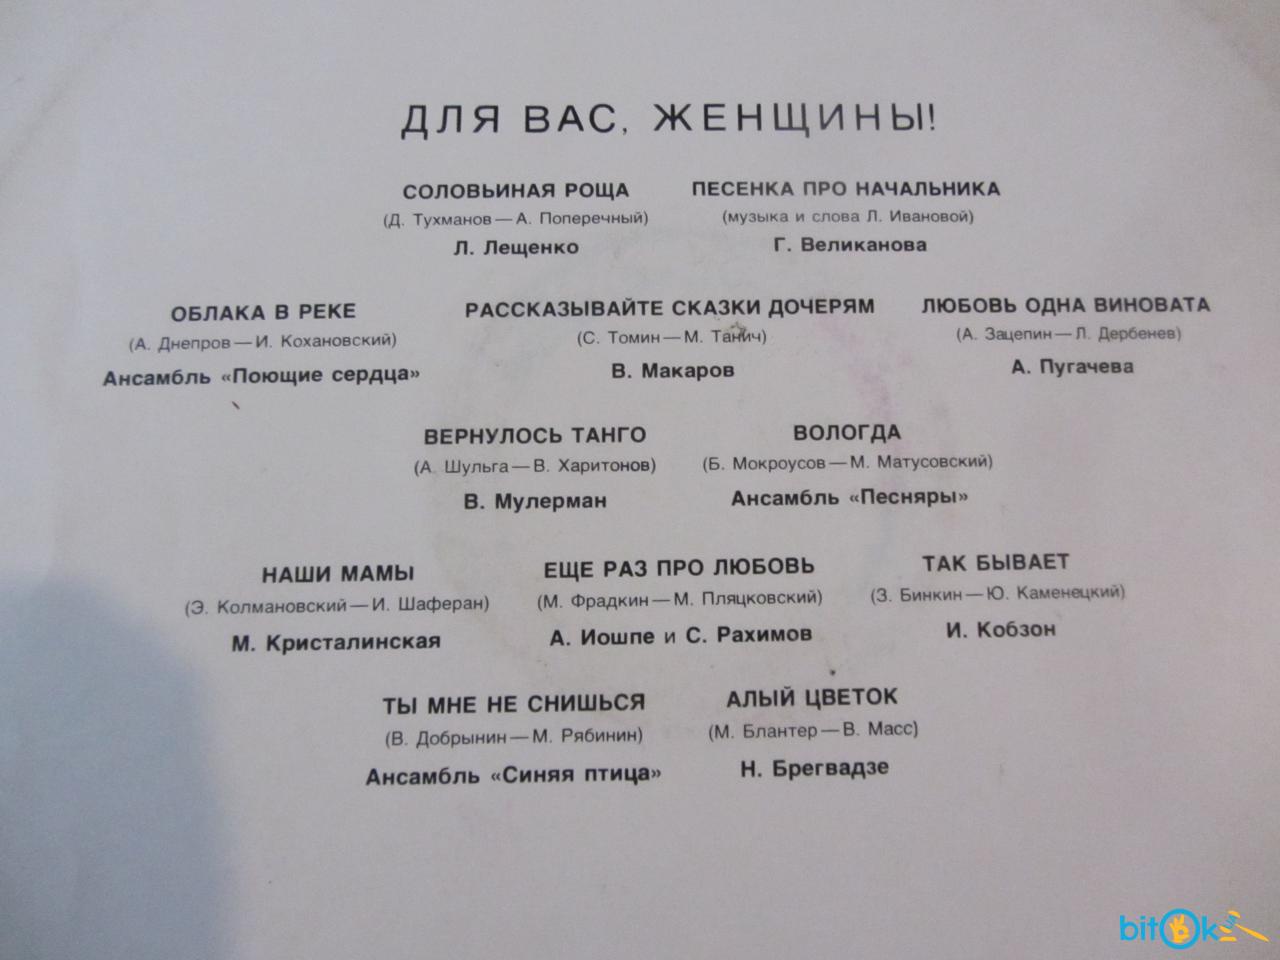 ДЛЯ ВАС, ЖЕНЩИНЫ!
СОЛОВЬИНАЯ РОЩА
(Д. Тухманов — А. Поперечный)
Л. Лещенко
ПЕСЕНКА ПРО НАЧАЛЬНИКА
(музыка и слова Л. Ивановой)
Г. Великанова
ОБЛАКА В РЕКЕ
(А. Днепров — И. Кохановский)
Ансамбль «Поющие сердца»
РАССКАЗЫВАЙТЕ СКАЗКИ ДОЧЕРЯМ
(С. Томин — М. Танич)
В. Макаров
ЛЮБОВЬ ОДНА ВИНОВАТА
(А. Зацепин — Л. Дербенев)
А. Пугачева
ВЕРНУЛОСЬ ТАНГО
(А. Шульга — В. Харитонов)
В. Мулерман
ВОЛОГДА
(Б. Мокроусов — М. Матусовский)
Ансамбль «Песняры»
НАШИ МАМЫ
(Э. Колмановский — И. Шаферан)
М. Кристалинская
ЕЩЕ РАЗ ПРО ЛЮБОВЬ
(М. Фрадкин — М. Пляцковский)
А. Иошпе и С. Рахимов
ТАК БЫВАЕТ
(З. Бинкин — Ю. Каменецкий)
И. Кобзон
ТЫ МНЕ НЕ СНИШЬСЯ
(В. Добрынин — М. Рябинин)
Ансамбль «Синяя птица»
АЛЫЙ ЦВЕТОК
(М. Блантер — В. Масс)
Н. Брегвадзе
bitOk